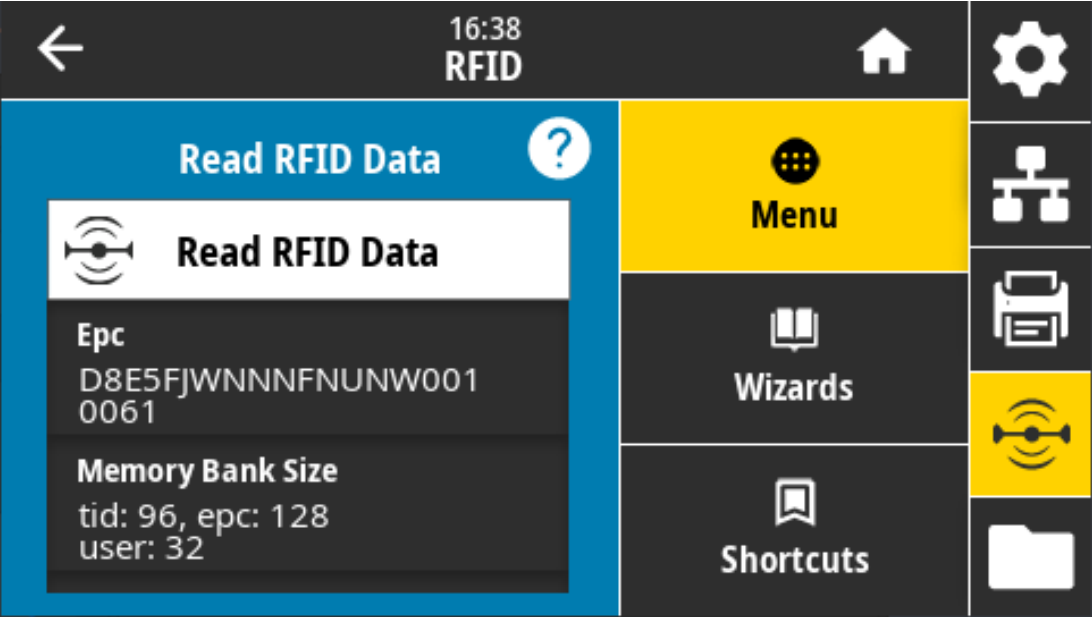 16:38
RFID
Read RFID Data
?
Read RFID Data
Epc
D8E5FJWNNNFNUNW001
0061
Memory Bank Size
tid: 96, epc: 128
user: 32
Menu
Wizards
Shortcuts